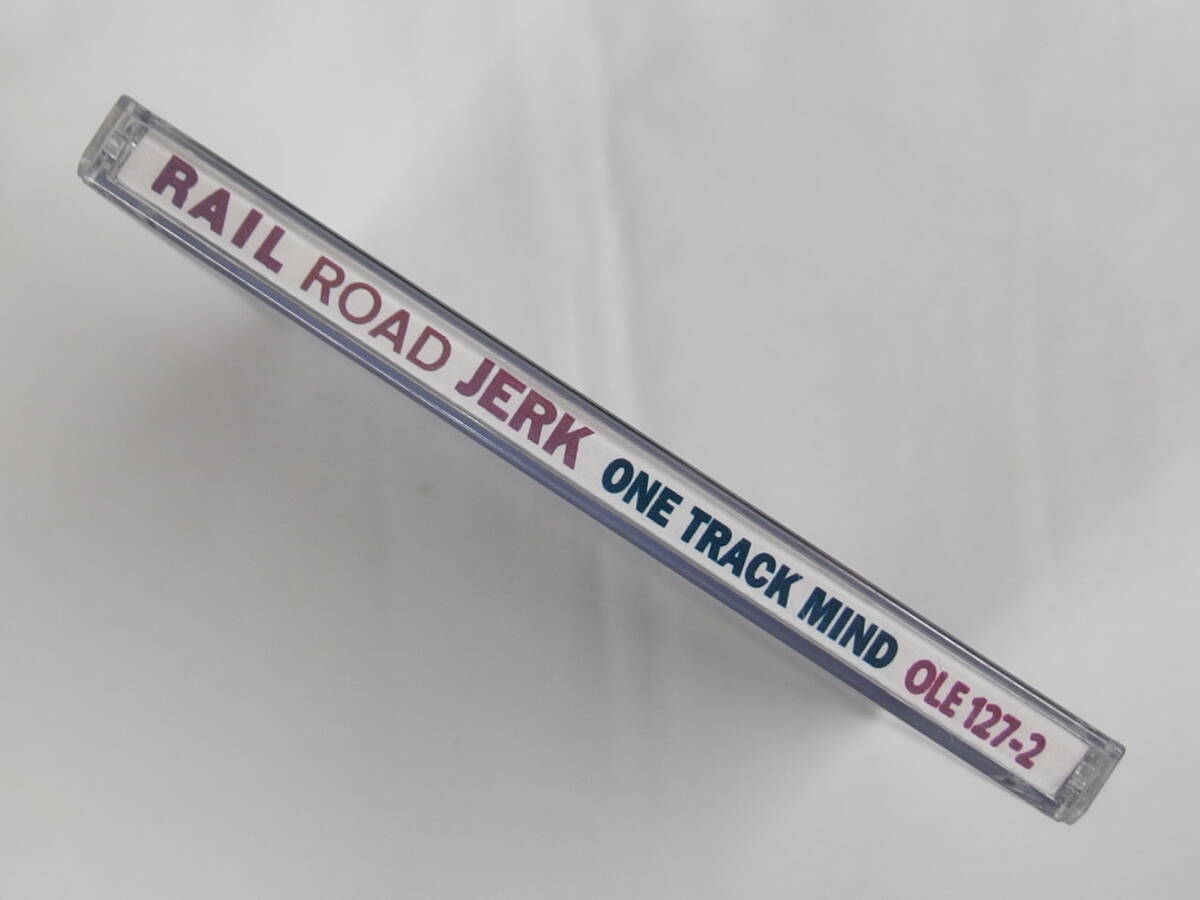 RAIL ROAD JERK ONE TRACK MIND OLE 127-2